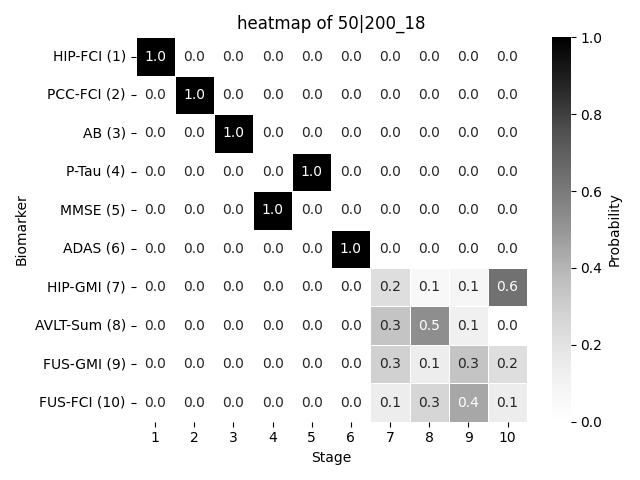 heatmap of 50|200_18
HIP-FCI (1) 1.0 0.0 0.0 0.0 0.0 0.0 0.0 0.0 0.0 0.0
PCC-FCI (2) 0.0 1.0 0.0 0.0 0.0 0.0 0.0 0.0 0.0 0.0
AB (3) 0.0 0.0 1.0 0.0 0.0 0.0 0.0 0.0 0.0 0.0
P-Tau (4) 0.0 0.0 0.0 0.0 1.0 0.0 0.0 0.0 0.0 0.0
MMSE (5) 0.0 0.0 0.0 1.0 0.0 0.0 0.0 0.0 0.0 0.0
ADAS (6) 0.0 0.0 0.0 0.0 0.0 1.0 0.0 0.0 0.0 0.0
HIP-GMI (7) 0.0 0.0 0.0 0.0 0.0 0.0 0.2 0.1 0.1 0.6
AVLT-Sum (8) 0.0 0.0 0.0 0.0 0.0 0.0 0.3 0.5 0.1 0.0
FUS-GMI (9) 0.0 0.0 0.0 0.0 0.0 0.0 0.3 0.1 0.3 0.2
FUS-FCI (10) 0.0 0.0 0.0 0.0 0.0 0.0 0.1 0.3 0.4 0.1
1 2 3 4 5 6 7 8 9 10
Stage
Biomarker
1.0
0.8
0.6
0.4
0.2
0.0
Probability